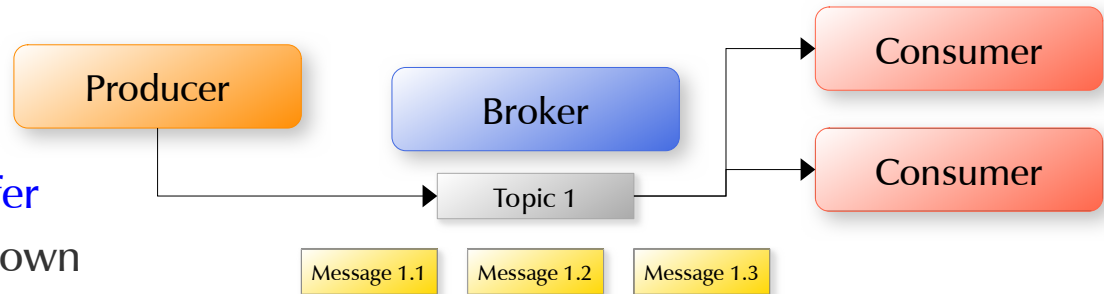 Producer
Broker
Consumer
Consumer
Topic 1
fer
own
Message 1.1 Message 1.2 Message 1.3